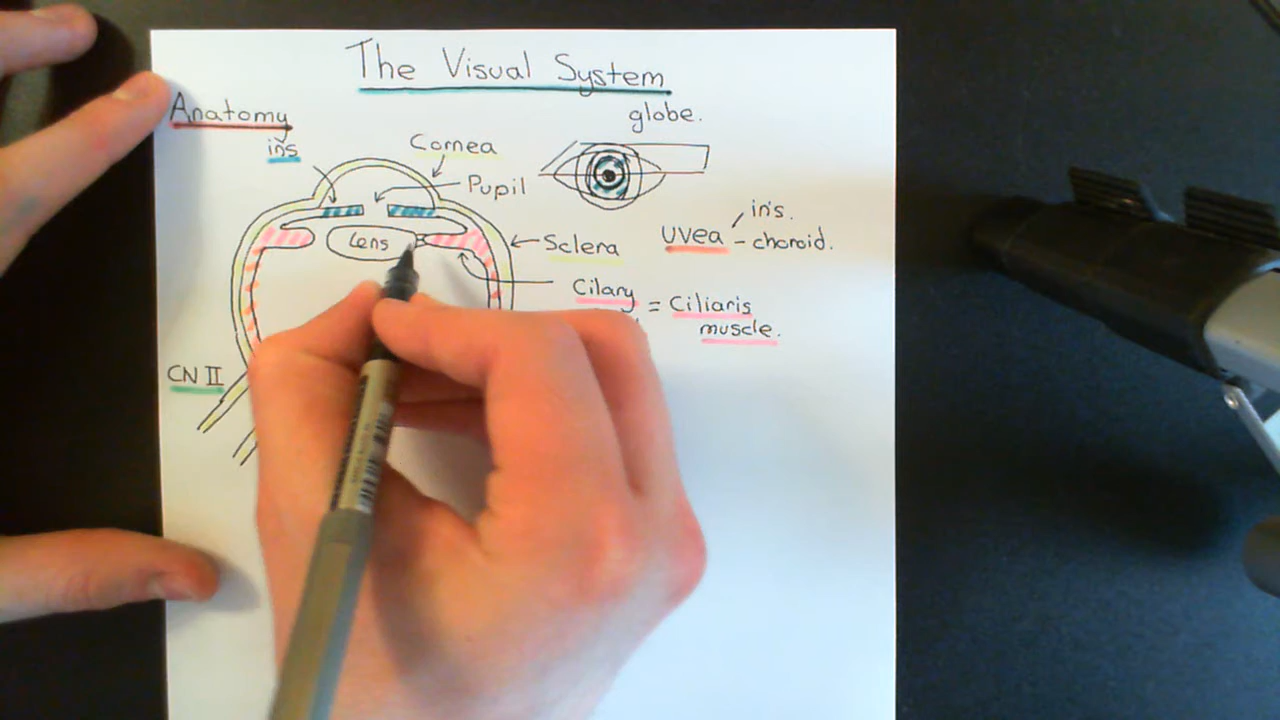 The Visual System
Anatomy
globe.
iris
Cornea
Pupil
Lens
Sclera
Uvea
iris.
- choroid.
Cilary = Ciliaris
muscle.
CN II